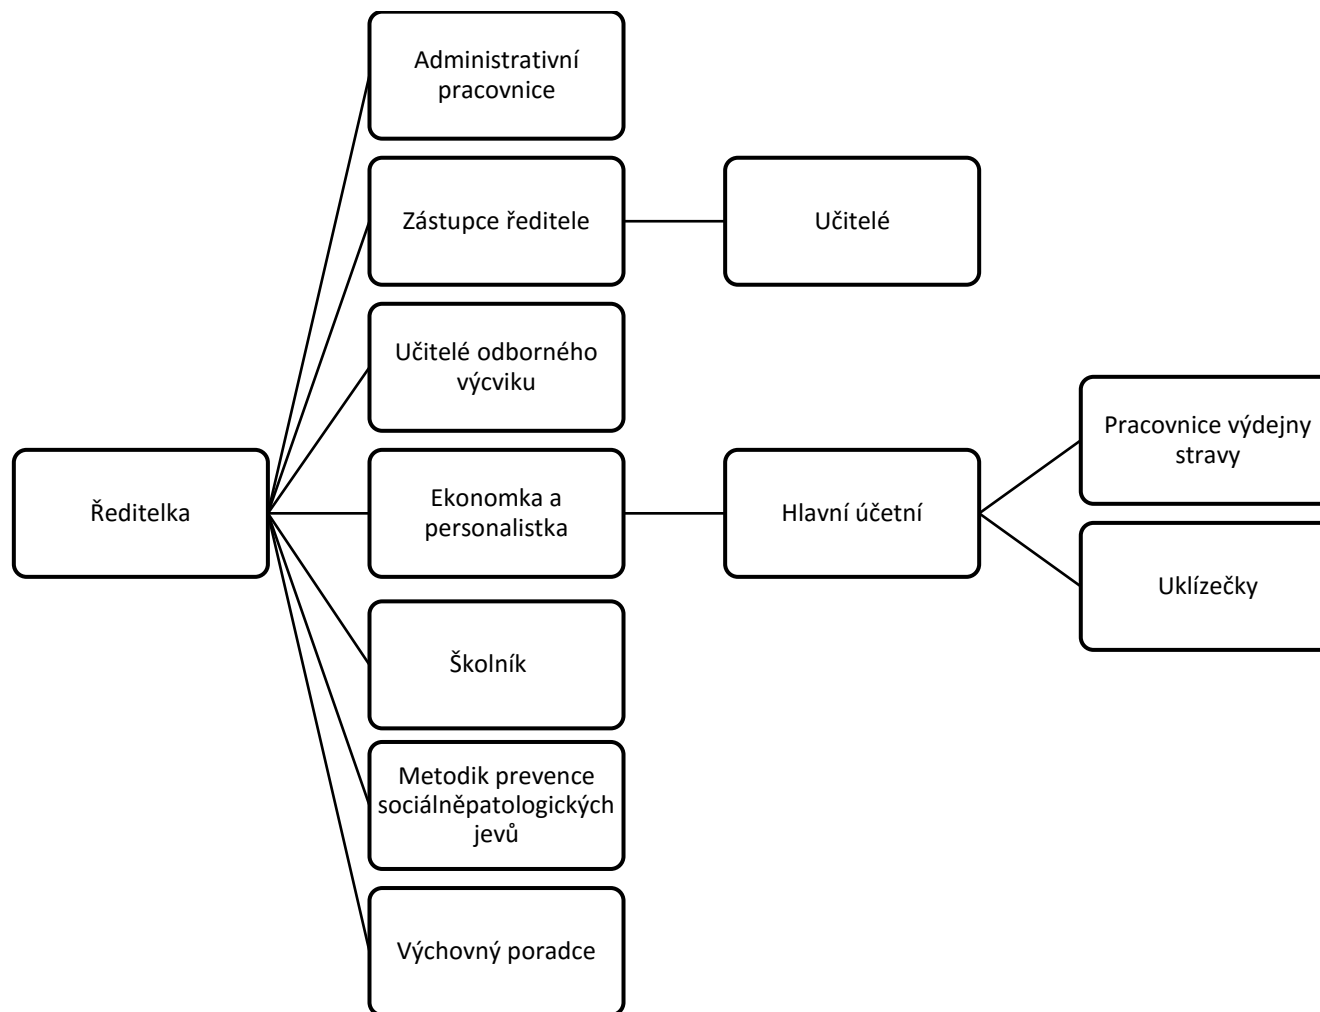 Administrativní
pracovnice
Zástupce ředitele
Učitelé
Učitelé odborného
výcviku
Pracovnice výdejny
stravy
Ředitelka
Ekonomka a
personalistka
Hlavní účetní
Uklízečky
Školník
Metodik prevence
sociálněpatologických
jevů
Výchovný poradce